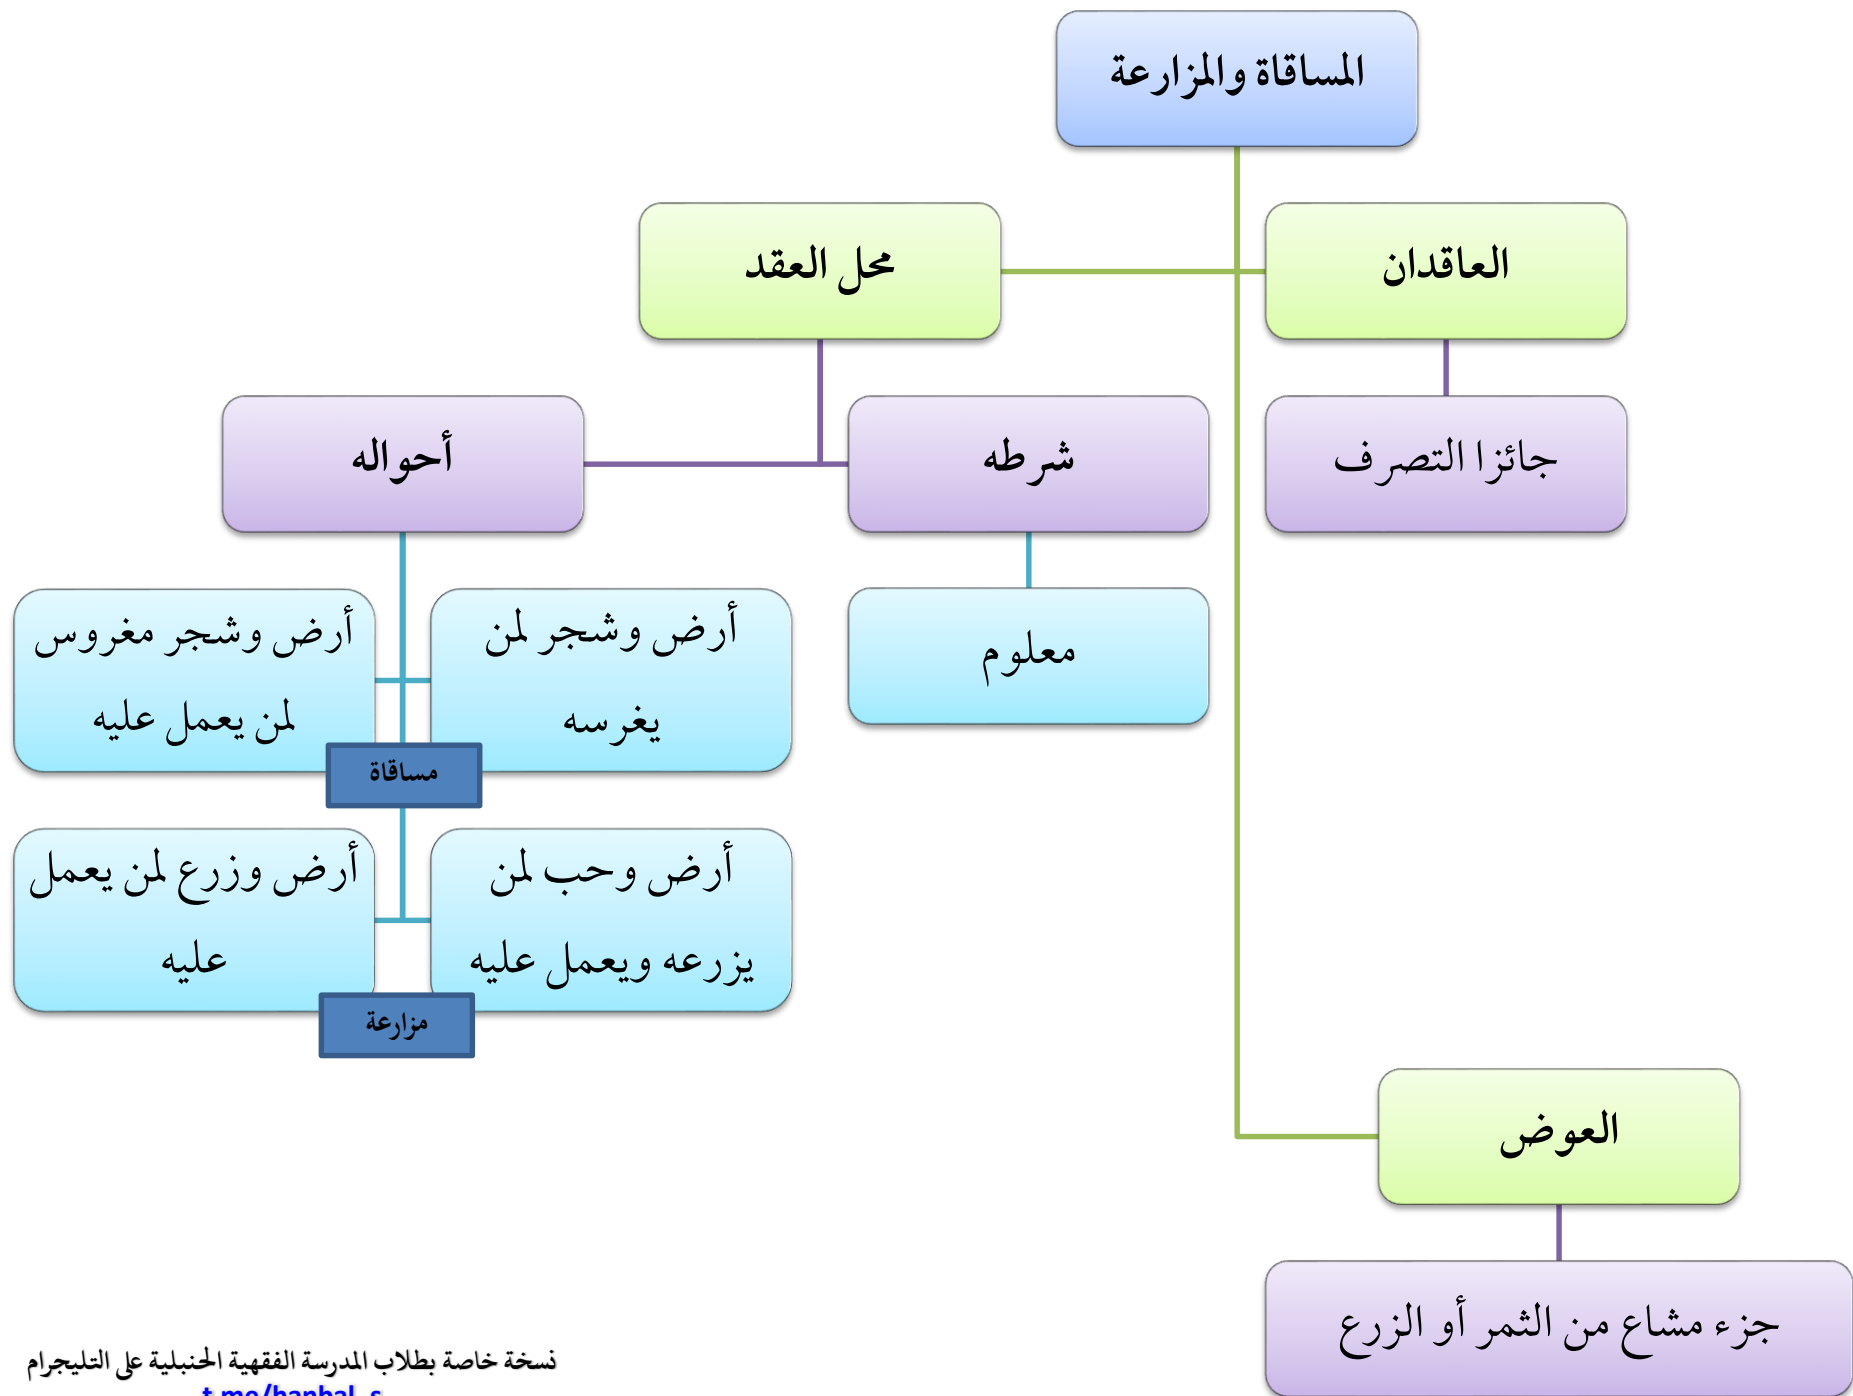 المساقاة والمزارعة
العاقدان
محل العقد
جائزا التصرف
شرطه
أحواله
معلوم
أرض وشجر لمن
يغرسه
أرض وشجر مغروس
لمن يعمل عليه
مساقاة
أرض وحب لمن
يزرعه ويعمل عليه
أرض وزرع لمن يعمل
عليه
مزارعة
العوض
جزء مشاع من الثمر أو الزرع
نسخة خاصة بطلاب المدرسة الفقهية الحنبلية على التليجرام
t.me/hanbal_s